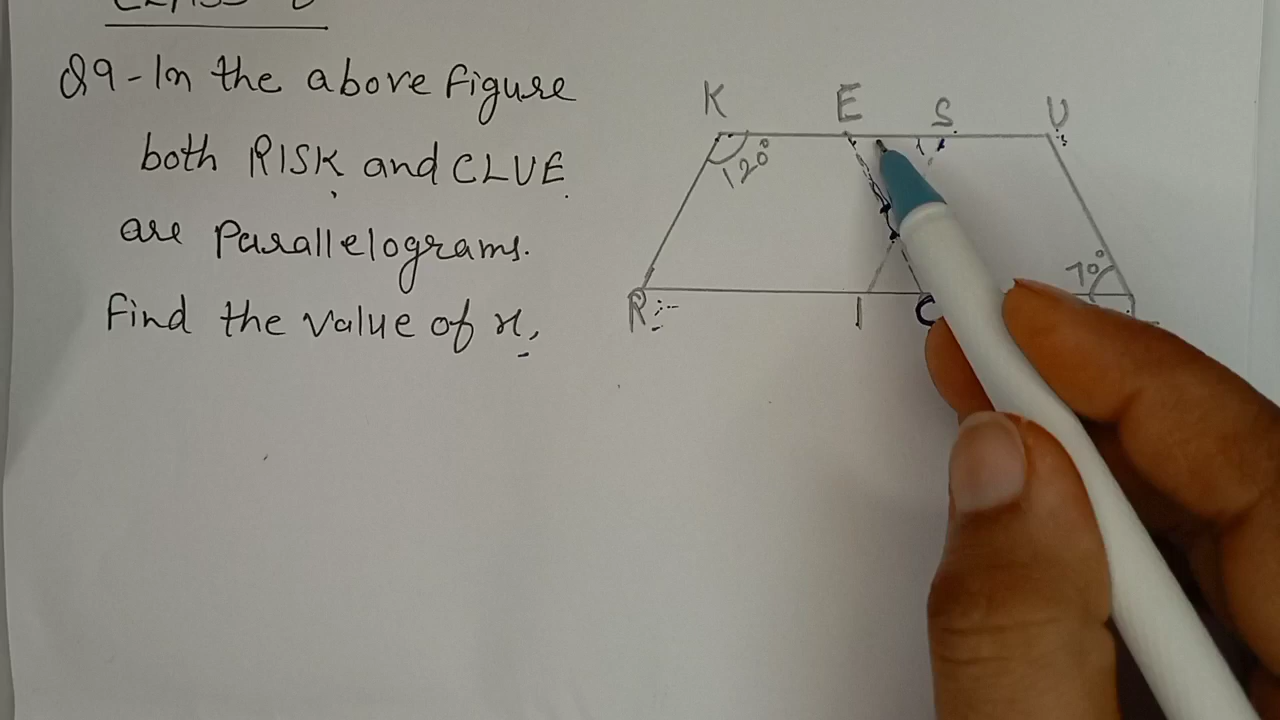 Q9-In the above figure
both RISK and CLUE
are Parallelograms.
find the value of x.
K E S U
120°
70°
R I C